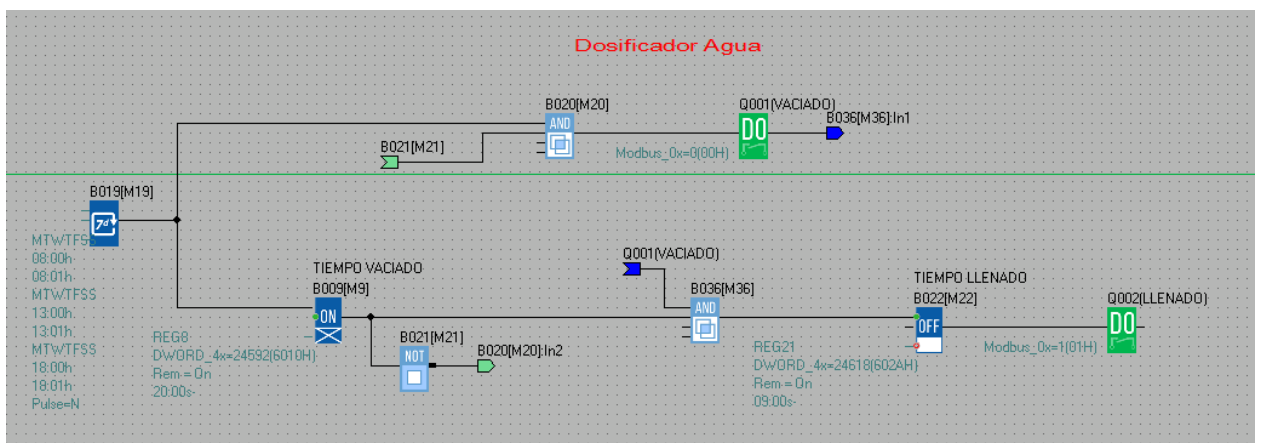 Dosificador Agua
B020[M20]
AND
Q001(VACIADO)
DO
B036[M36]:In1
B021[M21]
Modbus_0x=0(00H)
B019[M19]
7d
MTWTFSS
08:00h
08:01h
MTWTFSS
13:00h
13:01h
MTWTFSS
18:00h
18:01h
Pulse=N
TIEMPO VACIADO
B009[M9]
ON
REG8
DWORD_4x=24592(6010H)
Rem = On
20:00s-
B021[M21]
NOT
B020[M20]:In2
Q001(VACIADO)
B036[M36]
AND
TIEMPO LLENADO
B022[M22]
OFF
REG21
DWORD_4x=24618(602AH)
Rem = On
09:00s-
Q002(LLENADO)
DO
Modbus_0x=1(01H)